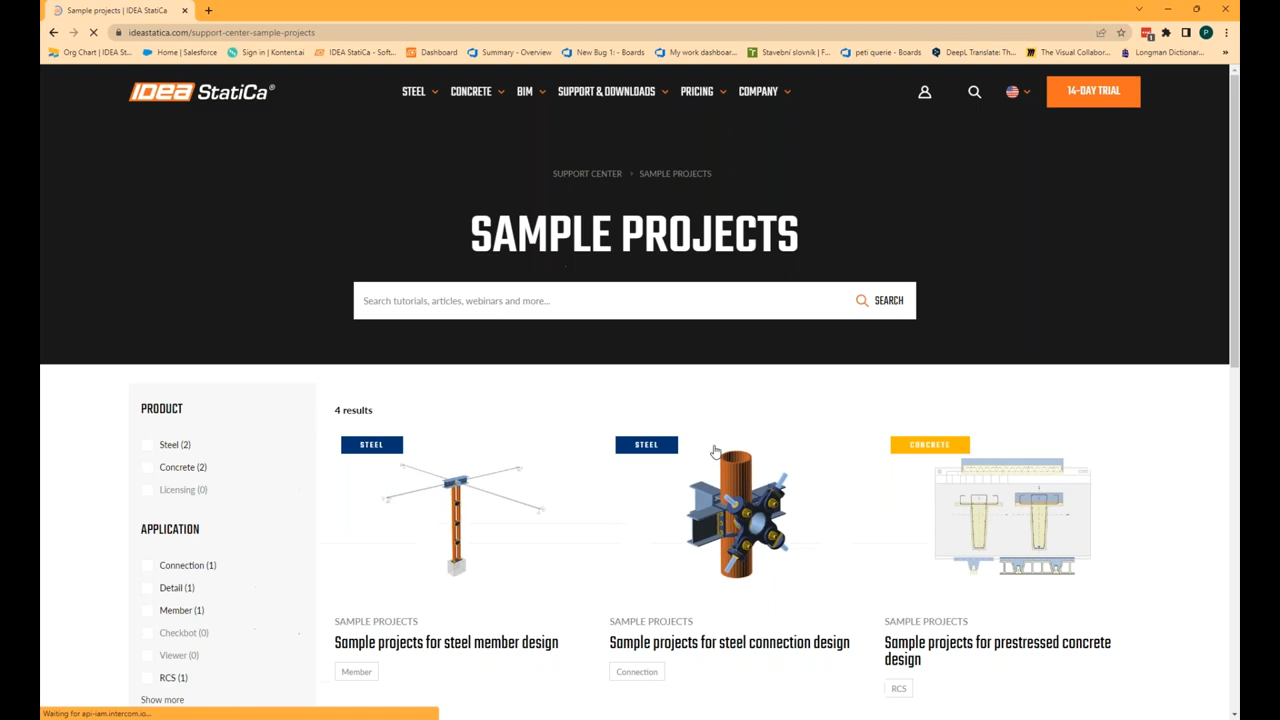 Sample projects | IDEA StatiCa
ideastatica.com/support-center-sample-projects
Org Chart | IDEA St...
Home | Salesforce
Sign in | Kontent.ai
IDEA StatiCa - Soft...
Dashboard
Summary - Overview
New Bug 1: - Boards
My work dashboar...
Stavební slovník | F...
peti querie - Boards
DeepL Translate: Th...
The Visual Collabor...
Longman Dictionar...
IDEA StatiCa®
STEEL
CONCRETE
BIM
SUPPORT & DOWNLOADS
PRICING
COMPANY
14-DAY TRIAL
SUPPORT CENTER › SAMPLE PROJECTS
SAMPLE PROJECTS
Search tutorials, articles, webinars and more...
SEARCH
PRODUCT
Steel (2)
Concrete (2)
Licensing (0)
APPLICATION
Connection (1)
Detail (1)
Member (1)
Checkbot (0)
Viewer (0)
RCS (1)
Show more
4 results
STEEL
SAMPLE PROJECTS
Sample projects for steel member design
Member
STEEL
SAMPLE PROJECTS
Sample projects for steel connection design
Connection
CONCRETE
SAMPLE PROJECTS
Sample projects for prestressed concrete
design
RCS
Waiting for api-iam.intercom.io...